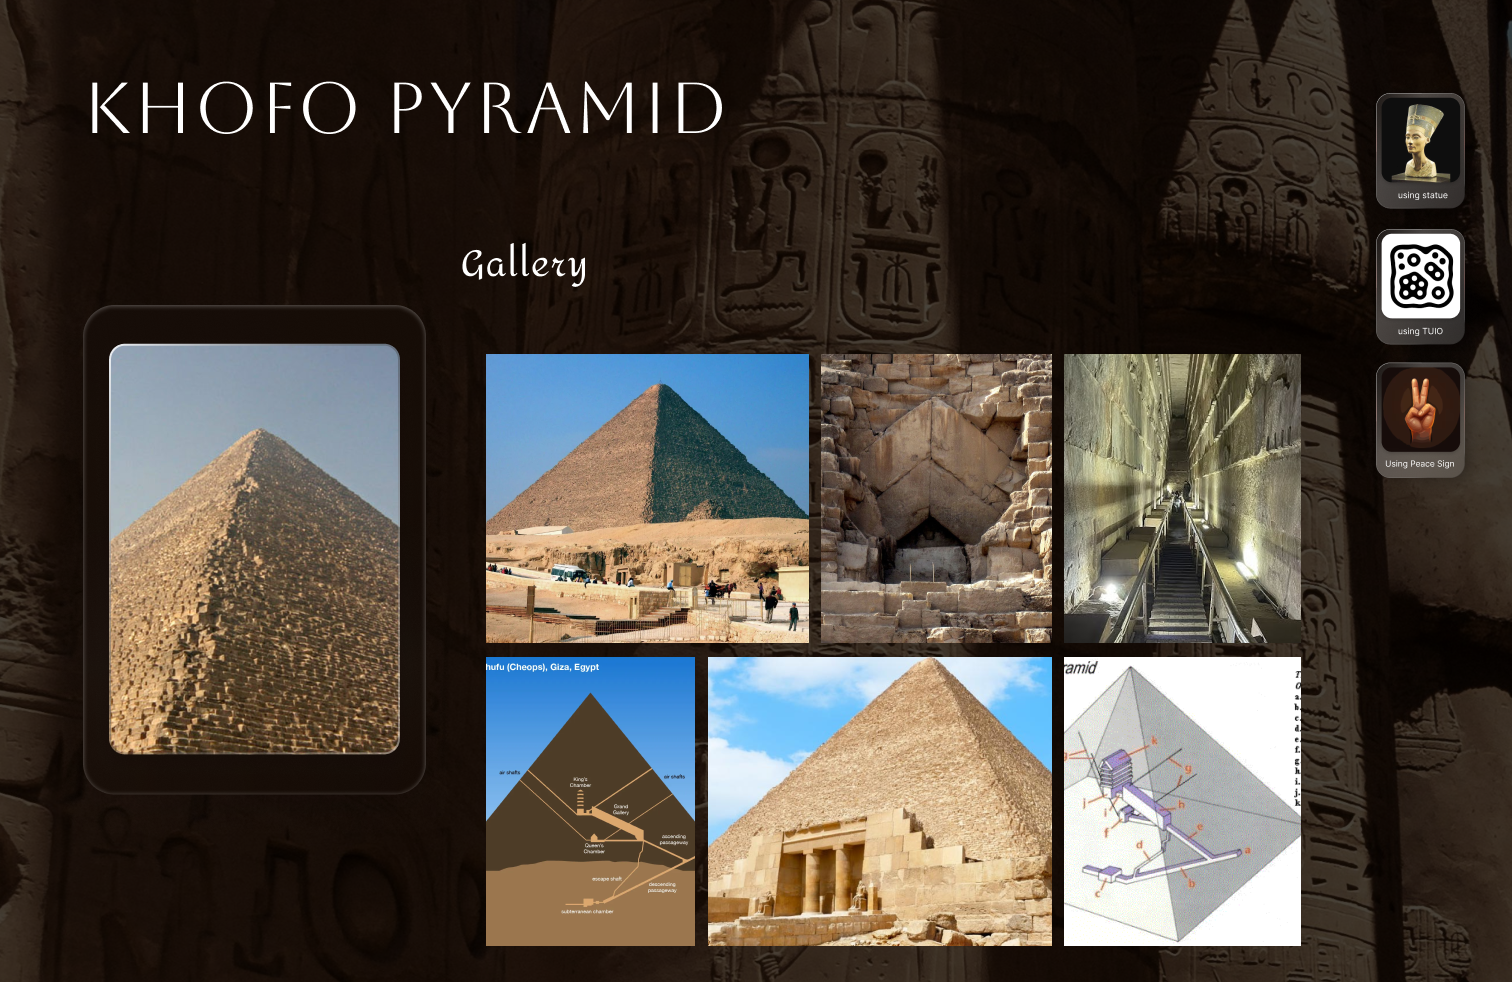 KHOFO PYRAMID
using statue
using TUIO
Using Peace Sign
Gallery
hufu (Cheops), Giza, Egypt
air shafts
air shafts
King's
Chamber
Grand
Gallery
Queen's
Chamber
ascending
passageway
escape shaft
descending
passageway
subterranean chamber
ramid
k
g
g
j
i
h
f
e
d
a
b
c
T
O
a.
b.
c.
d.
e.
f.
g.
h.
i.
j.
k.